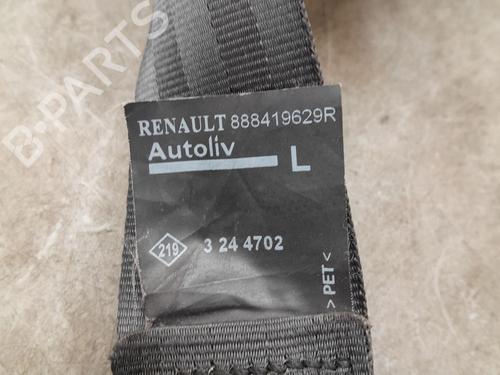 RENAULT 888419629R
Autoliv
L
219
3 24 4702
> PET <
B-PARTS